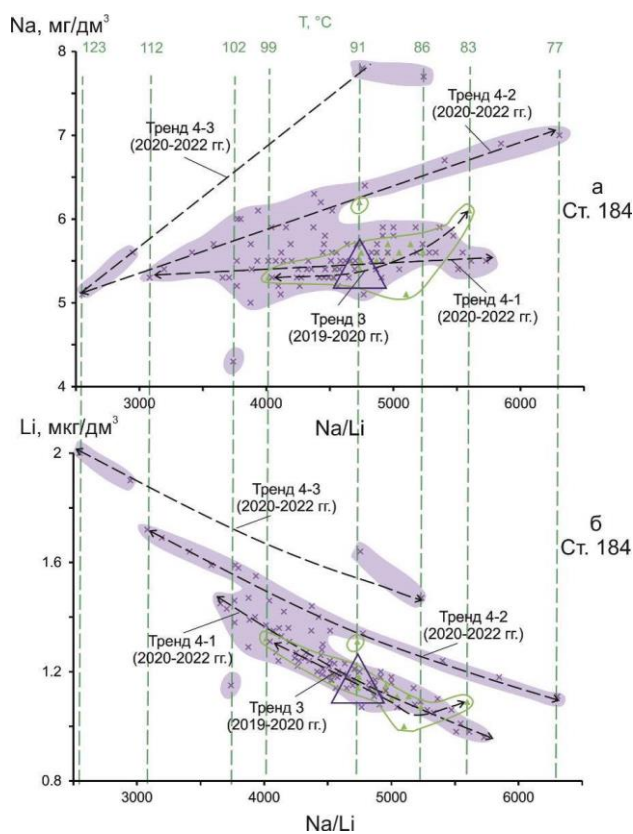 Na, мг/дм³
T, °C
123 112 102 99 91 86 83 77
8
7
6
5
4
Тренд 4-3
(2020-2022 гг.)
Тренд 4-2
(2020-2022 гг.)
а
Ст. 184
Тренд 4-1
(2020-2022 гг.)
Тренд 3
(2019-2020 гг.)
3000 4000 5000 6000
Na/Li
Li, мкг/дм³
2
1.6
1.2
0.8
Тренд 4-3
(2020-2022 гг.)
б
Ст. 184
Тренд 4-2
(2020-2022 гг.)
Тренд 4-1
(2020-2022 гг.)
Тренд 3
(2019-2020 гг.)
3000 4000 5000 6000
Na/Li